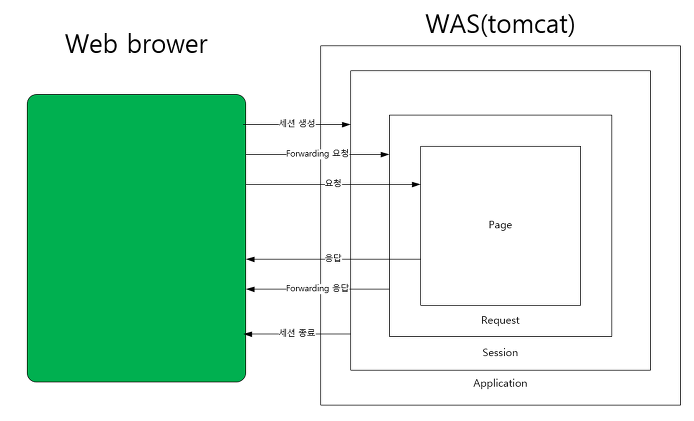 Web brower
WAS(tomcat)
세션 생성
Forwarding 요청
요청
Page
응답
Forwarding 응답
Request
세션 종료
Session
Application